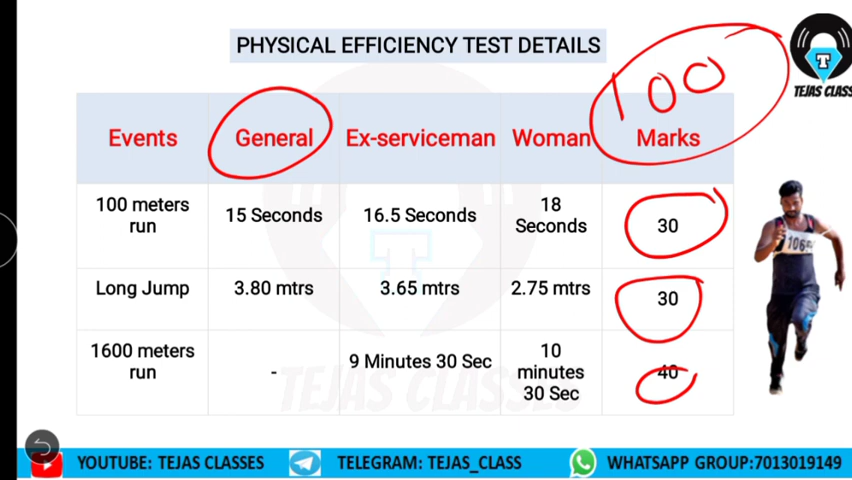 PHYSICAL EFFICIENCY TEST DETAILS
100
T
TEJAS CLASS
Events General Ex-serviceman Woman Marks
100 meters run 15 Seconds 16.5 Seconds 18 Seconds 30
Long Jump 3.80 mtrs 3.65 mtrs 2.75 mtrs 30
1600 meters run - 9 Minutes 30 Sec 10 minutes 30 Sec 40
T
TEJAS CLASSES
YOUTUBE: TEJAS CLASSES TELEGRAM: TEJAS_CLASS WHATSAPP GROUP:7013019149